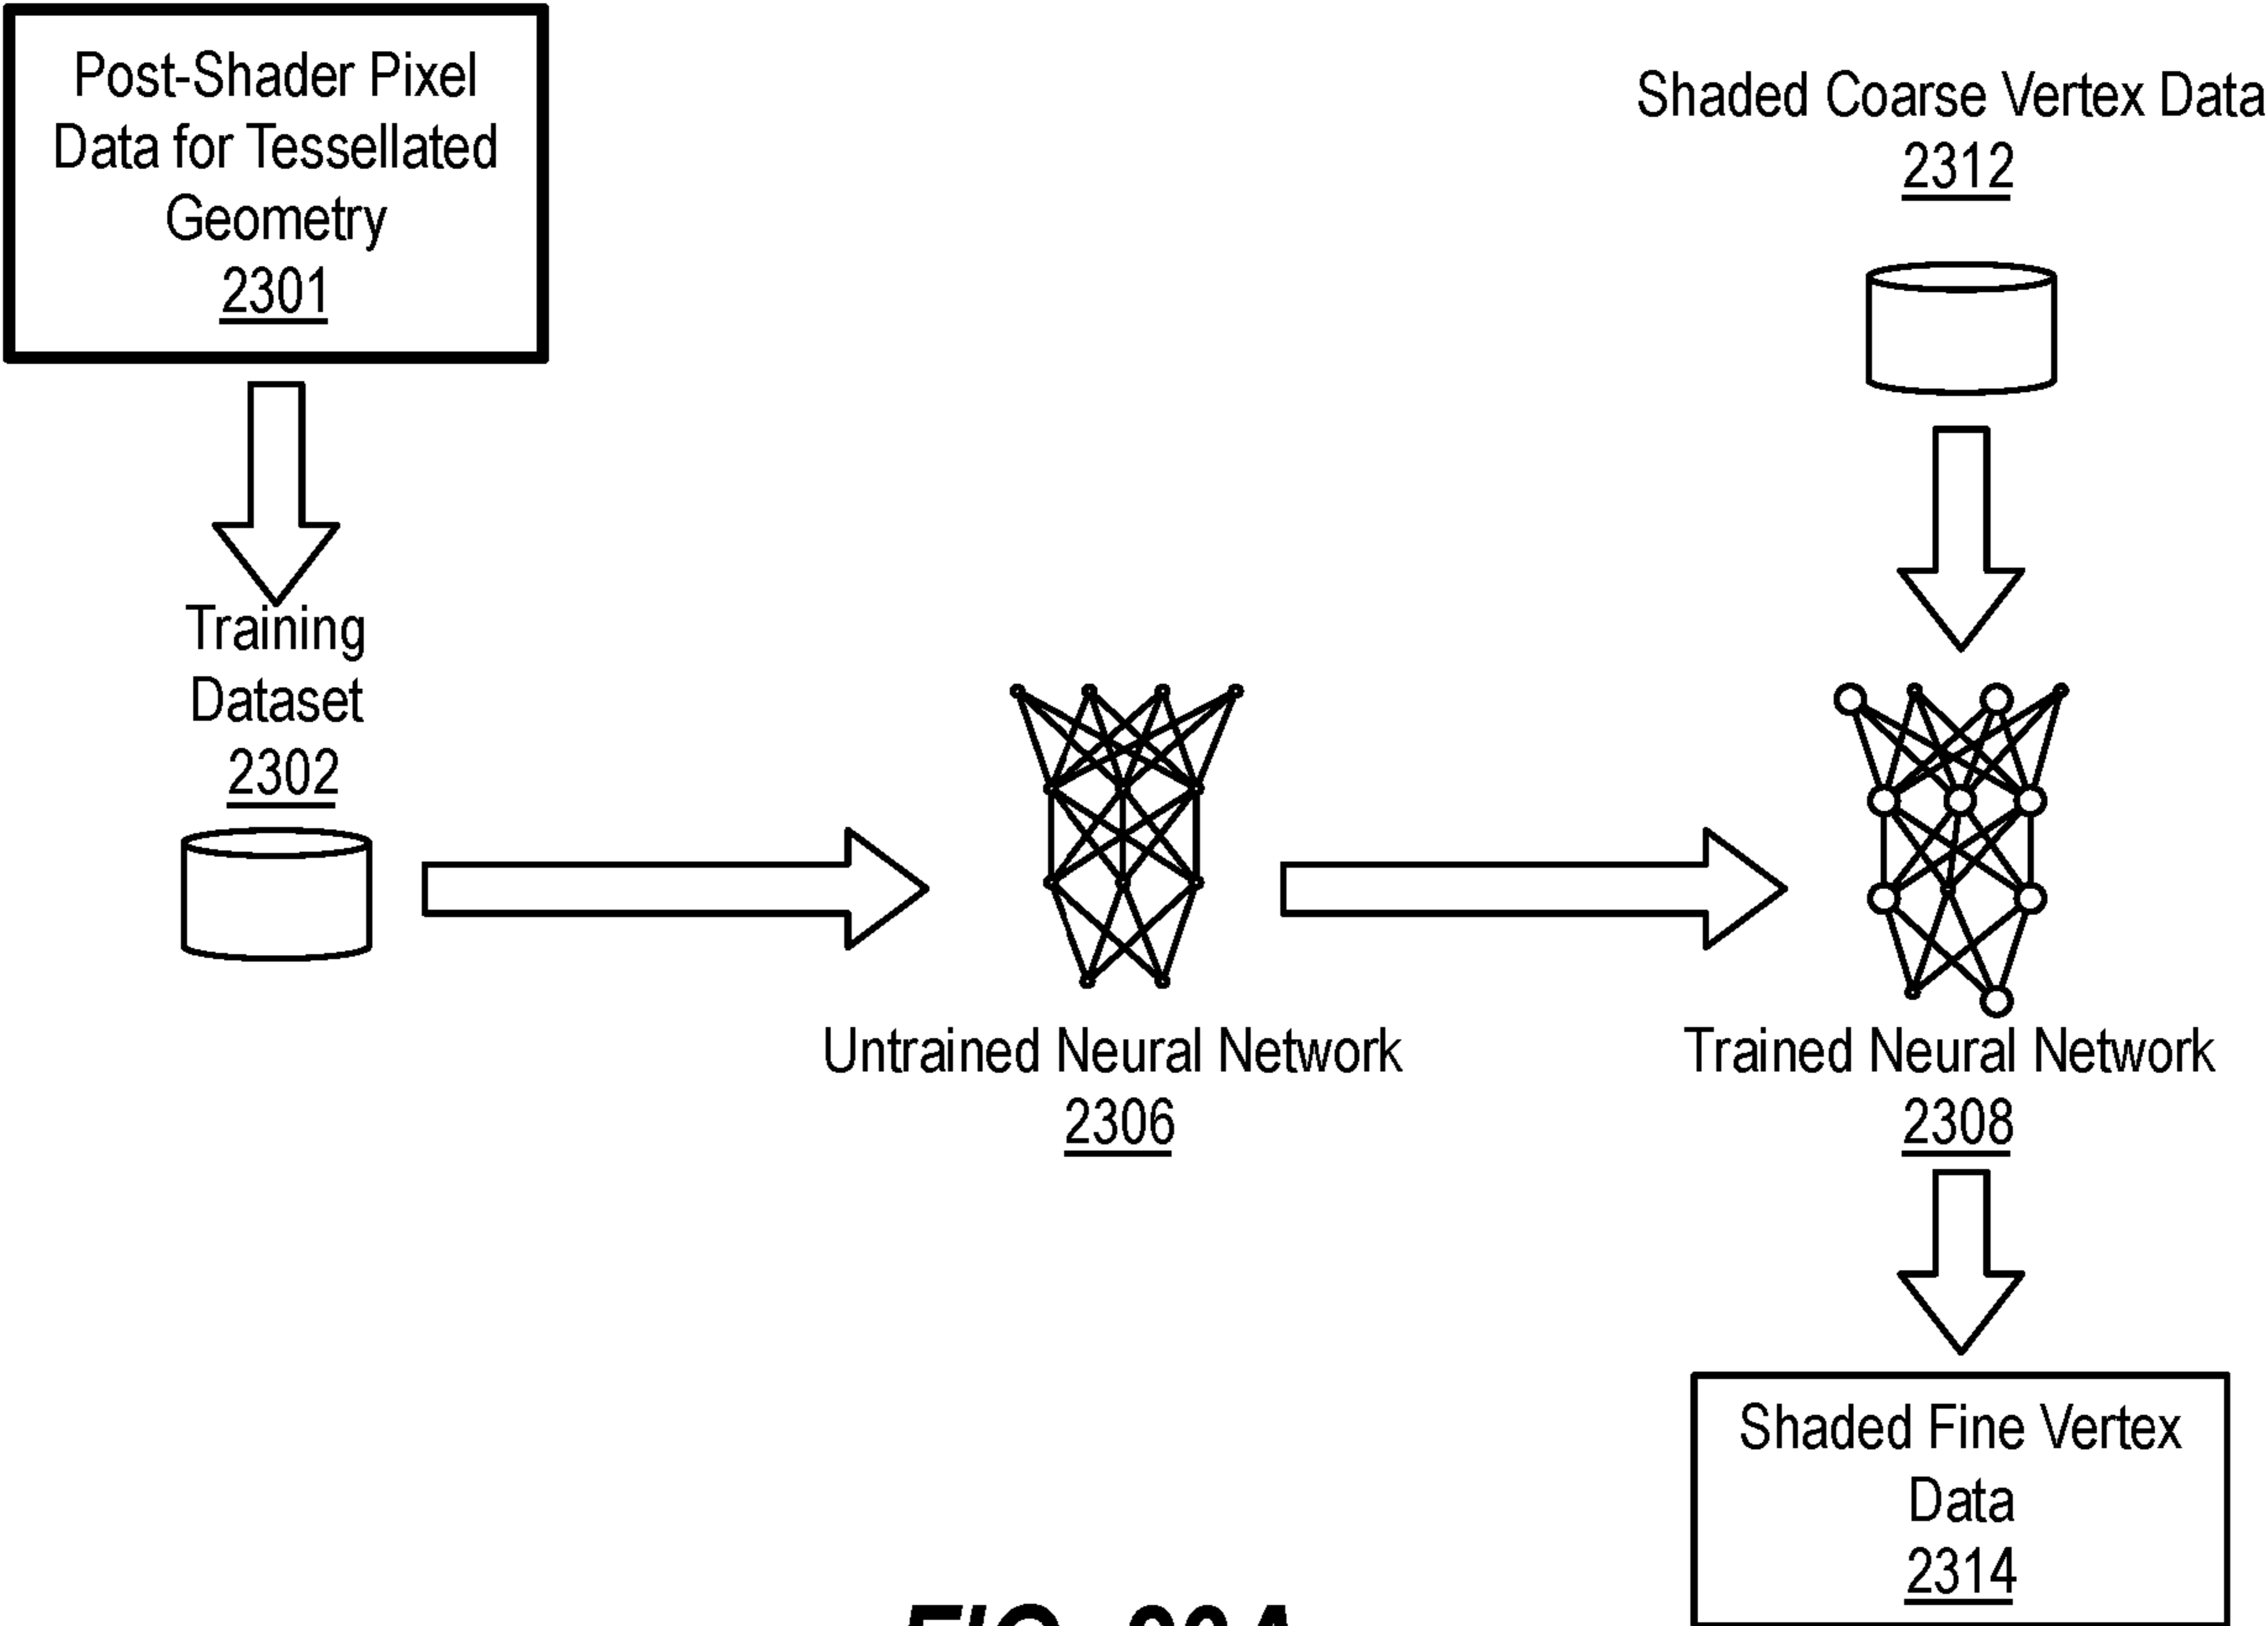 Post-Shader Pixel
Data for Tessellated
Geometry
2301
Training
Dataset
2302
Untrained Neural Network
2306
Shaded Coarse Vertex Data
2312
Trained Neural Network
2308
Shaded Fine Vertex
Data
2314